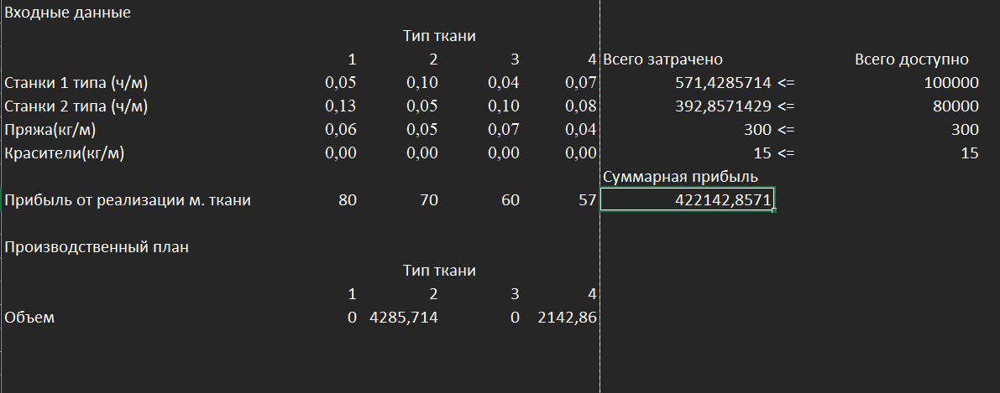 Входные данные
Тип ткани
1 2 3 4 Всего затрачено Всего доступно
Станки 1 типа (ч/м) 0,05 0,10 0,04 0,07 571,4285714 <= 100000
Станки 2 типа (ч/м) 0,13 0,05 0,10 0,08 392,8571429 <= 80000
Пряжа(кг/м) 0,06 0,05 0,07 0,04 300 <= 300
Красители(кг/м) 0,00 0,00 0,00 0,00 15 <= 15
Суммарная прибыль
Прибыль от реализации м. ткани 80 70 60 57 422142,8571
Производственный план
Тип ткани
1 2 3 4
Объем 0 4285,714 0 2142,86